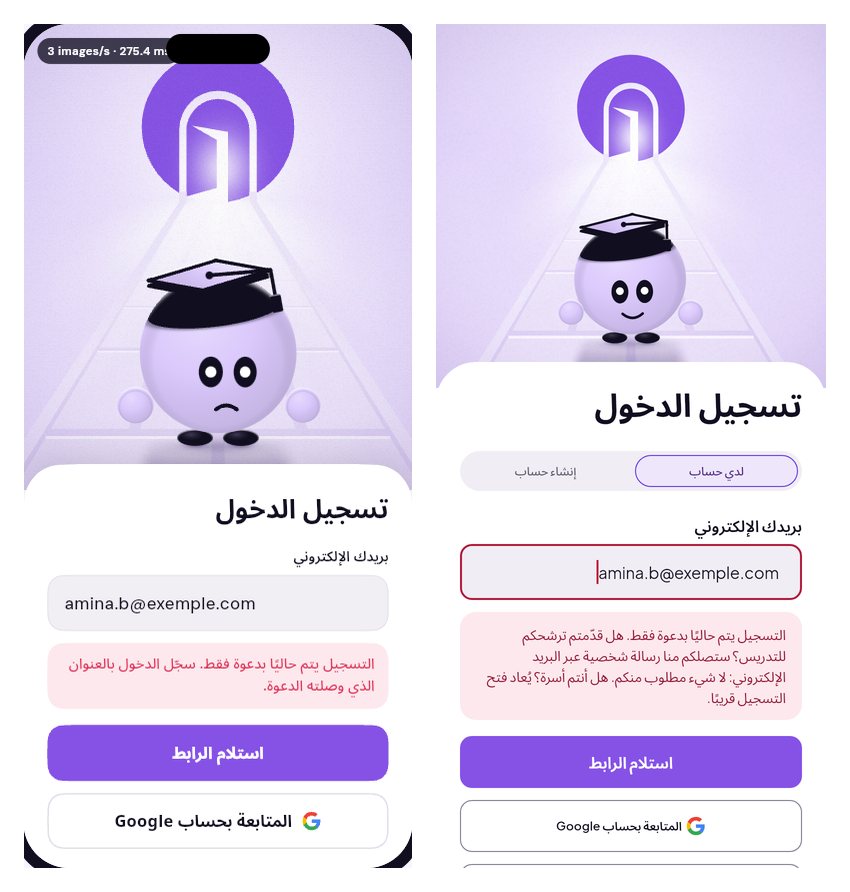 3 images/s · 275.4 ms
تسجيل الدخول
بريدك الإلكتروني
amina.b@exemple.com
التسجيل يتم حاليًا بدعوة فقط. سجّل الدخول بالعنوان
الذي وصلته الدعوة.
استلام الرابط
المتابعة بحساب Google
تسجيل الدخول
لدي حساب
إنشاء حساب
بريدك الإلكتروني
amina.b@exemple.com
التسجيل يتم حاليًا بدعوة فقط. هل قدّمتم ترشحكم
للتدريس؟ ستصلكم منا رسالة شخصية عبر البريد
الإلكتروني: لا شيء مطلوب منكم. هل أنتم أسرة؟ يُعاد فتح
التسجيل قريبًا.
استلام الرابط
المتابعة بحساب Google